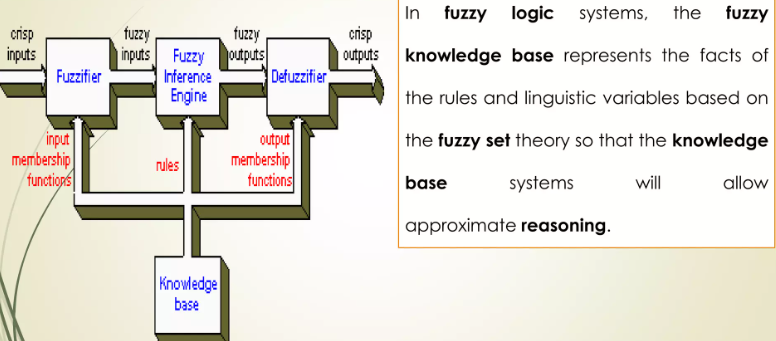 crisp
inputs
Fuzzifier
fuzzy
inputs
Fuzzy
Inference
Engine
fuzzy
outputs
Defuzzifier
crisp
outputs
input
membership
functions
rules
output
membership
functions
Knowledge
base
In fuzzy logic systems, the fuzzy
knowledge base represents the facts of
the rules and linguistic variables based on
the fuzzy set theory so that the knowledge
base systems will allow
approximate reasoning.